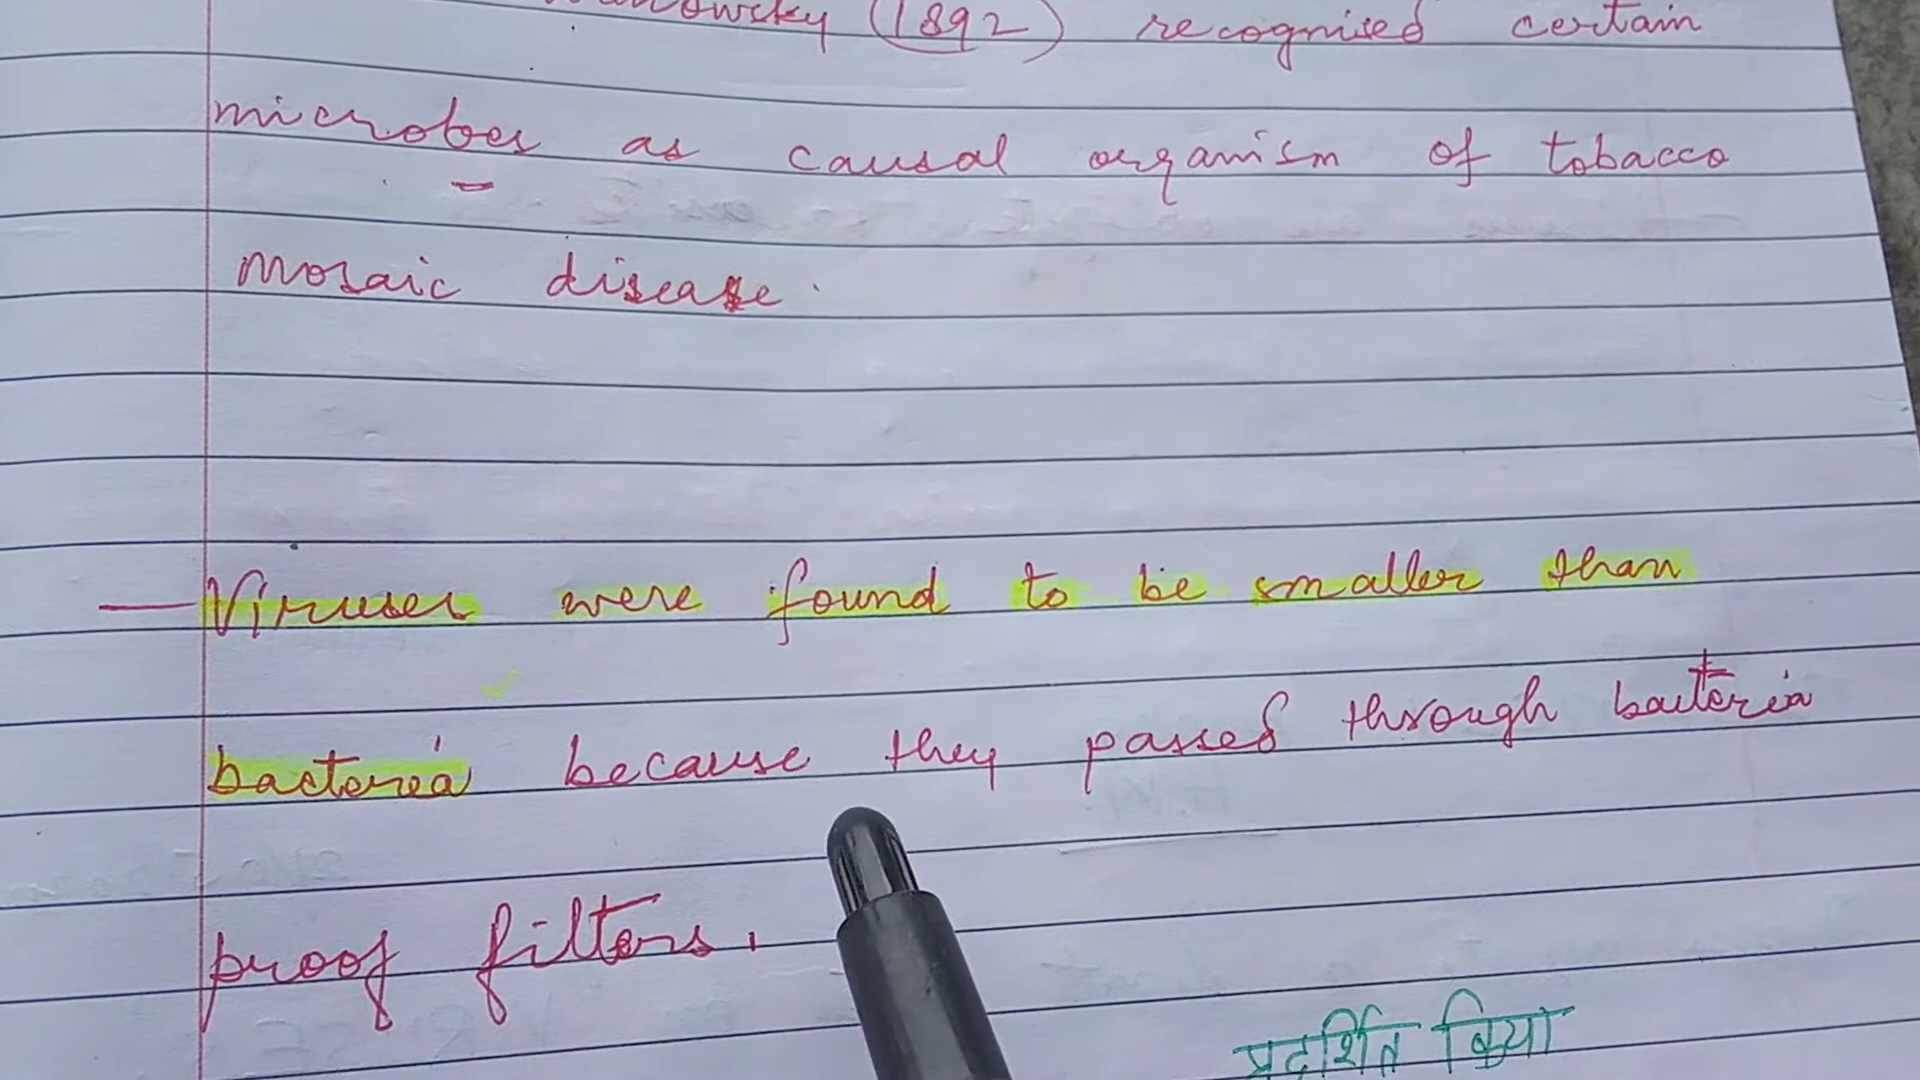 (1892) recognised certain
microbes as causal organism of tobacco
mosaic disease.
— Viruses were found to be smaller than
bacteria because they passed through bacteria
proof filters.
प्रदर्शित किया